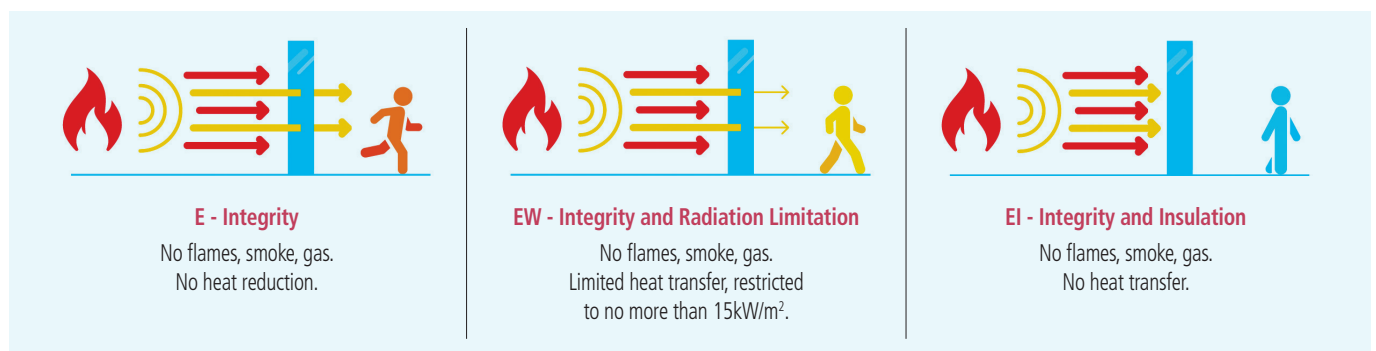 E - Integrity
No flames, smoke, gas.
No heat reduction.
EW - Integrity and Radiation Limitation
No flames, smoke, gas.
Limited heat transfer, restricted
to no more than 15kW/m².
EI - Integrity and Insulation
No flames, smoke, gas.
No heat transfer.